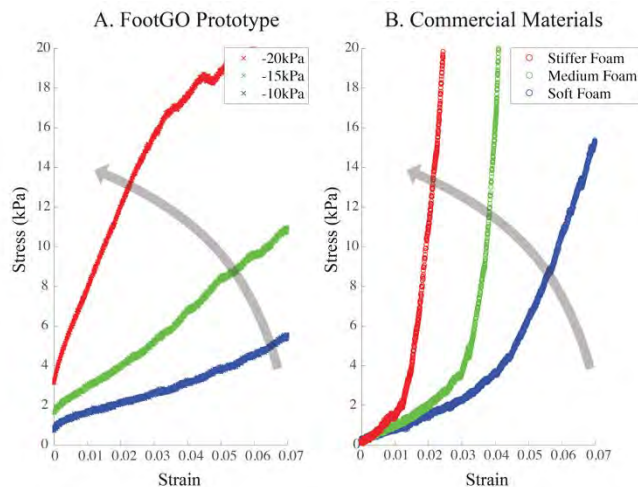 A. FootGO Prototype
B. Commercial Materials
20
18
16
14
12
10
8
6
4
2
0
Stress (kPa)
-20kPa
-15kPa
-10kPa
0 0.01 0.02 0.03 0.04 0.05 0.06 0.07
Strain
20
18
16
14
12
10
8
6
4
2
0
Stress (kPa)
Stiffer Foam
Medium Foam
Soft Foam
0 0.01 0.02 0.03 0.04 0.05 0.06 0.07
Strain